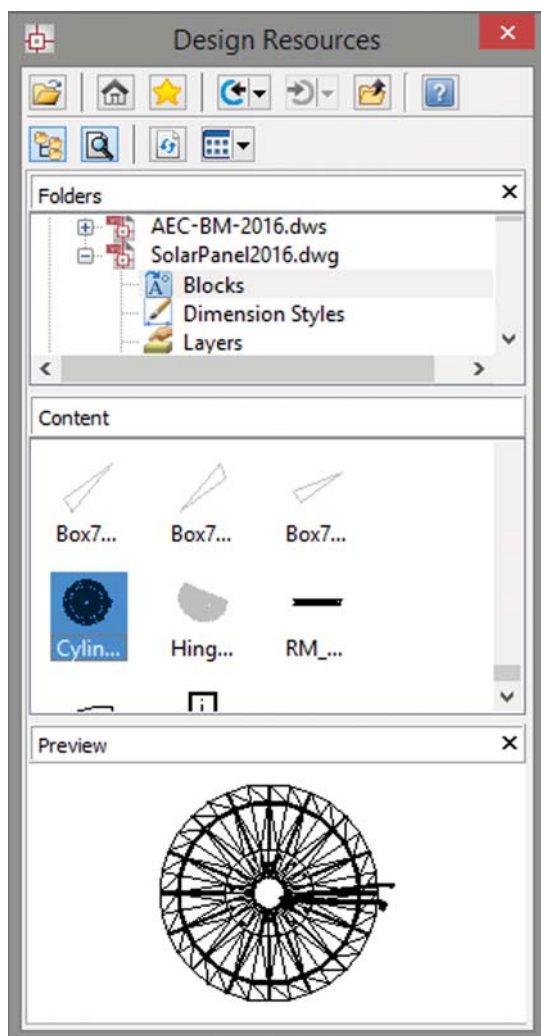 Design Resources
Folders
AEC-BM-2016.dws
SolarPanel2016.dwg
Blocks
Dimension Styles
Layers
Content
Box7... Box7... Box7...
Cylin... Hing... RM_...
Preview